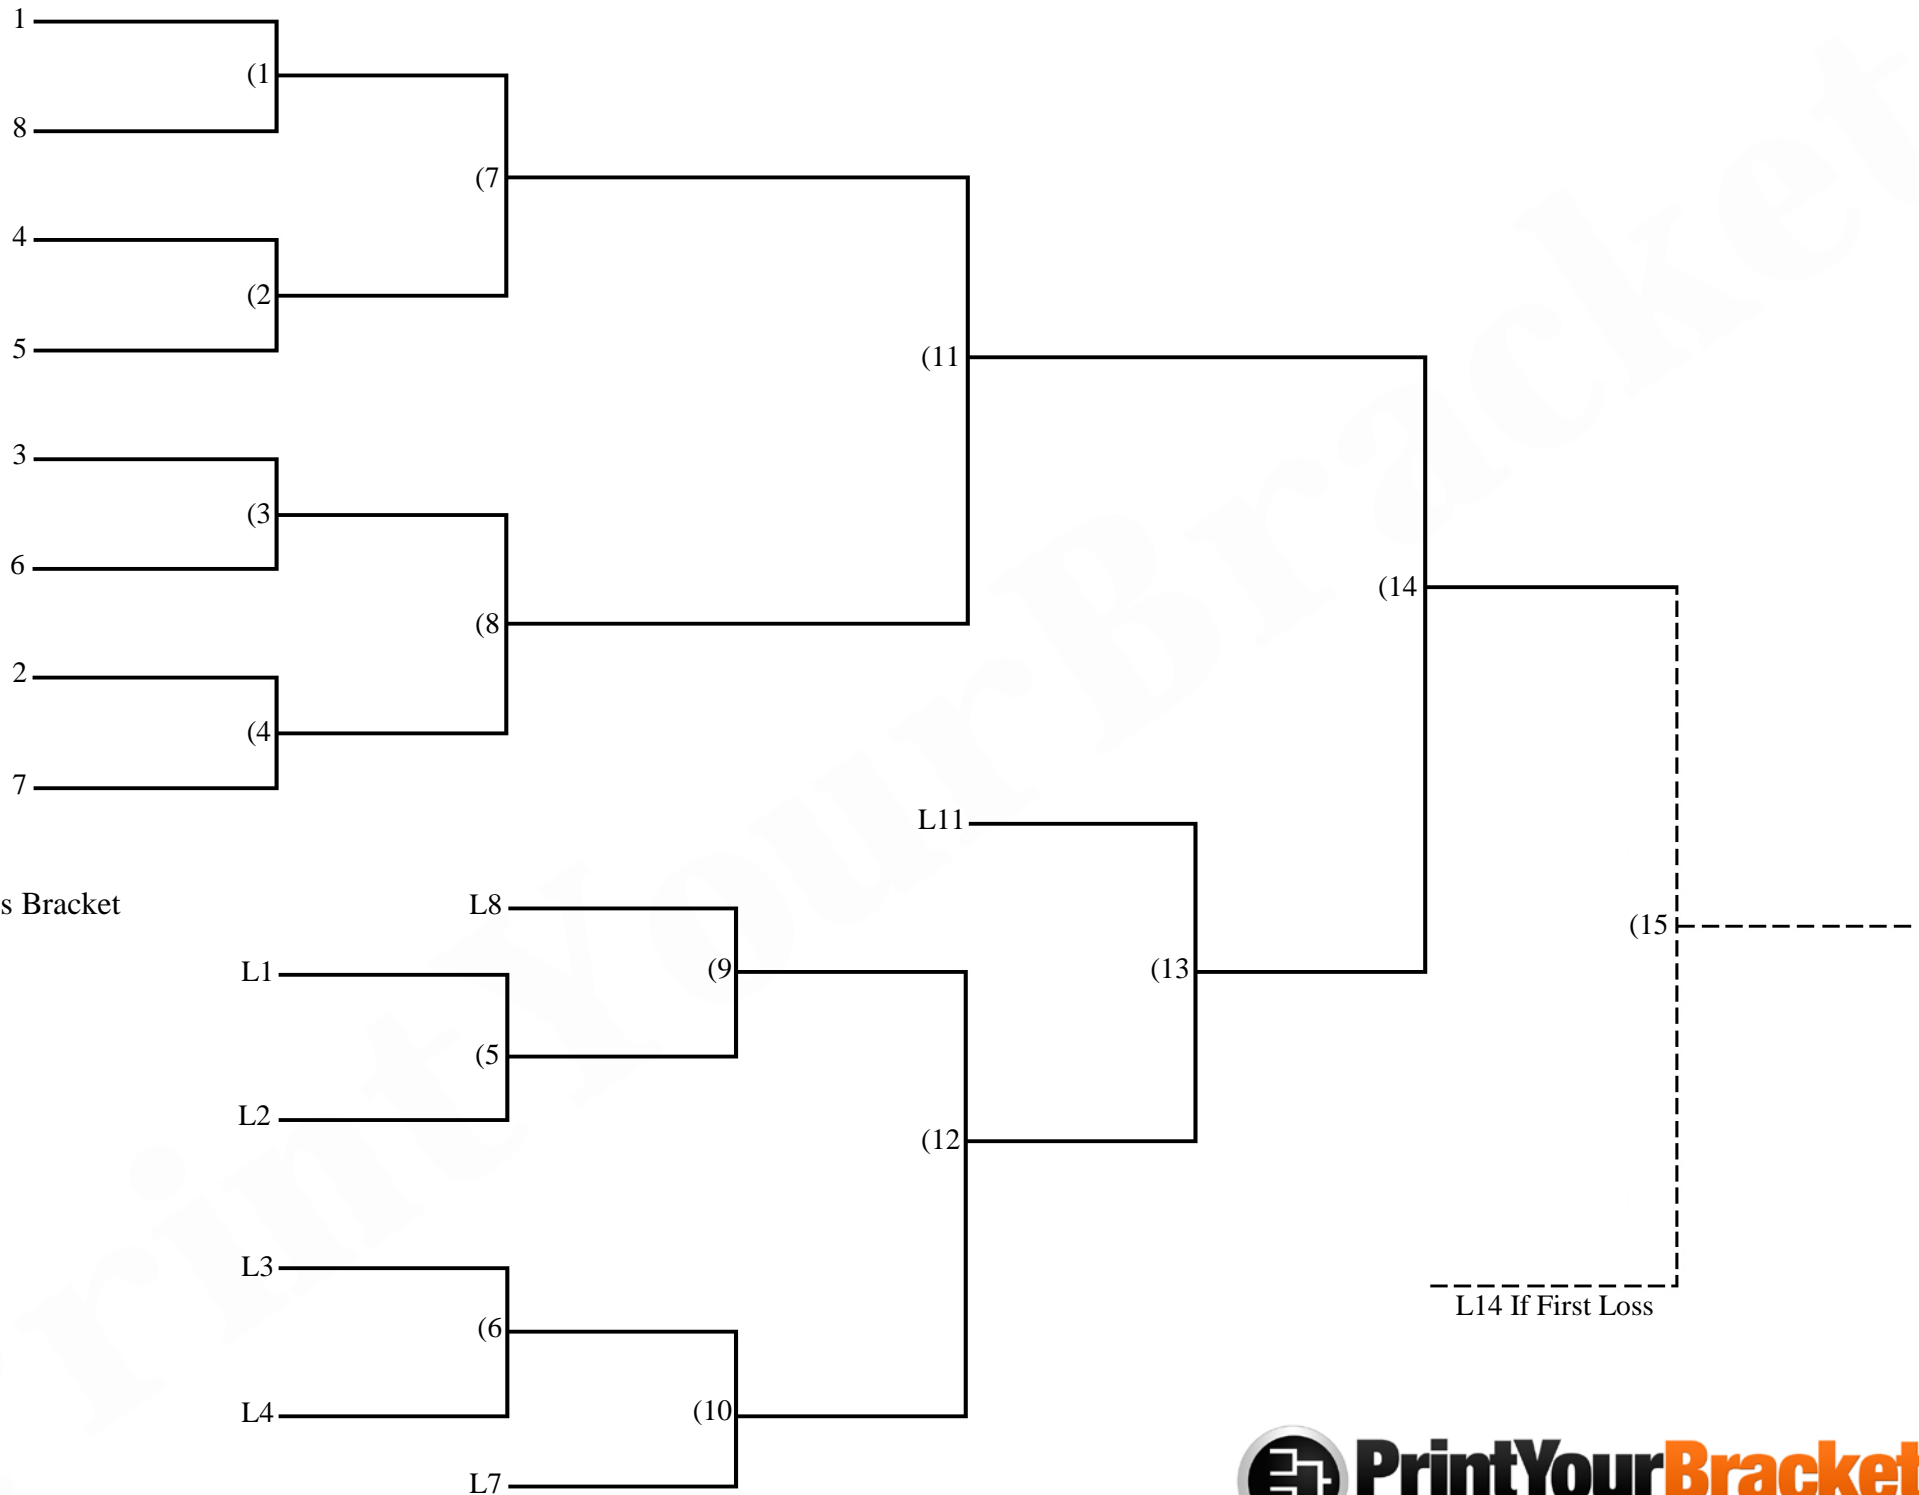 1
(1
8
(7
4
(2
5
(11
3
(3
6
(14
(8
2
(4
7
L11
s Bracket
L8
(15
L1
(9
(13
(5
L2
(12
L3
L14 If First Loss
(6
L4
(10
L7
PrintYourBracket
PrintYourBracket